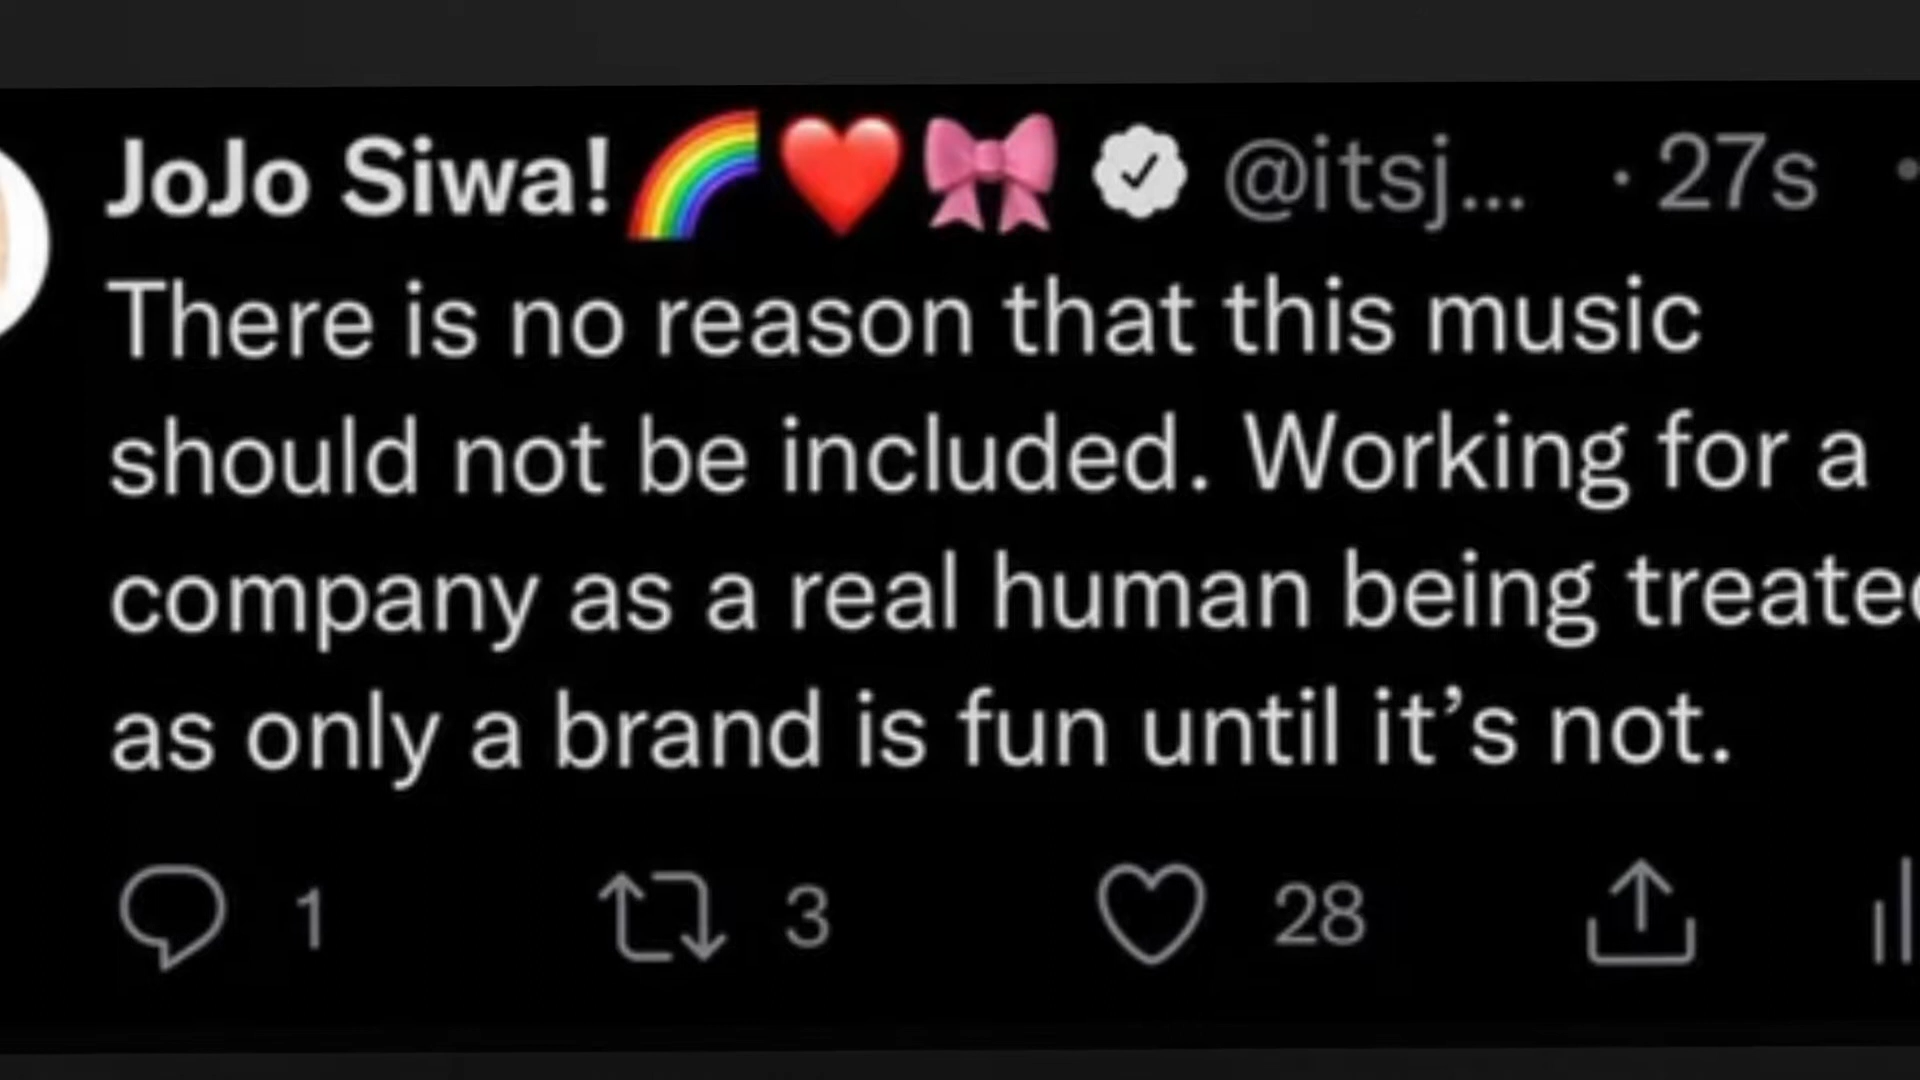 JoJo Siwa!🌈❤️🎀 @itsj... · 27s
There is no reason that this music
should not be included. Working for a
company as a real human being treated
as only a brand is fun until it’s not.
1 3 28